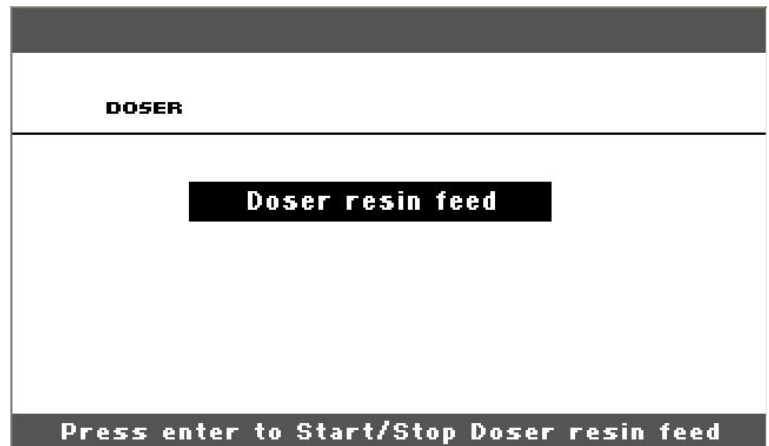 DOSER
Doser resin feed
Press enter to Start/Stop Doser resin feed